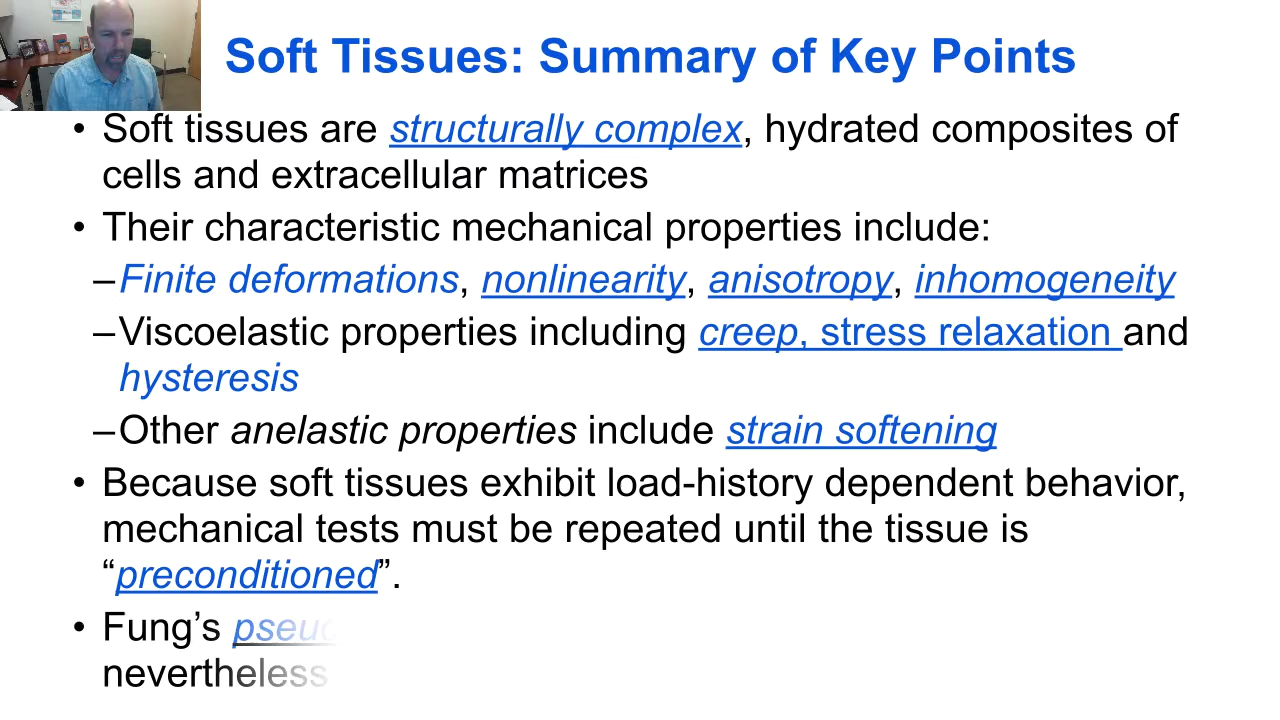 Soft Tissues: Summary of Key Points
• Soft tissues are structurally complex, hydrated composites of
cells and extracellular matrices
• Their characteristic mechanical properties include:
–Finite deformations, nonlinearity, anisotropy, inhomogeneity
–Viscoelastic properties including creep, stress relaxation and
hysteresis
–Other anelastic properties include strain softening
• Because soft tissues exhibit load-history dependent behavior,
mechanical tests must be repeated until the tissue is
“preconditioned”.
• Fung’s
nevertheless